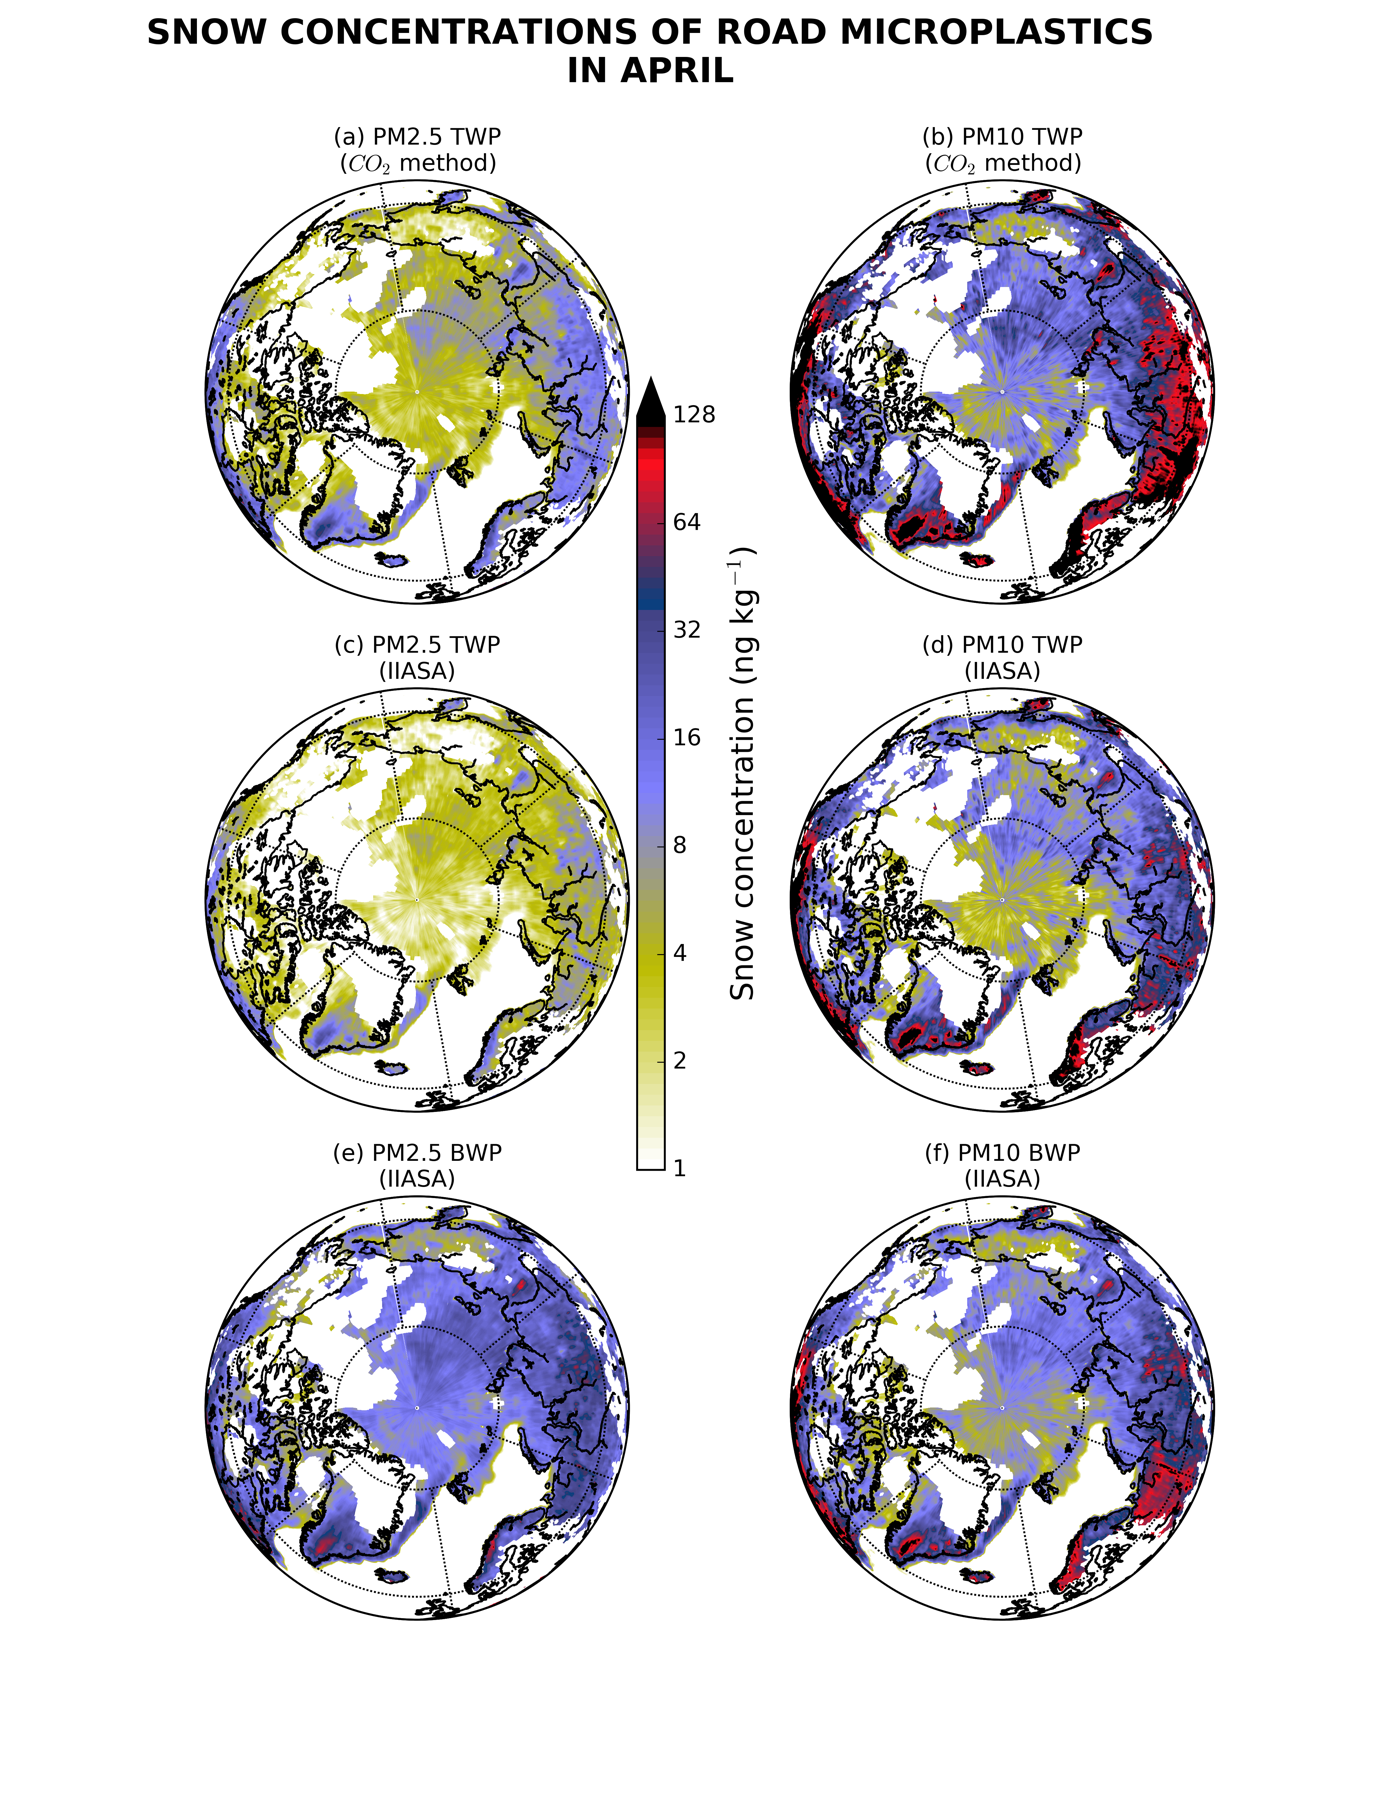 SNOW CONCENTRATIONS OF ROAD MICROPLASTICS
IN APRIL
(a) PM2.5 TWP
(CO₂ method)
(b) PM10 TWP
(CO₂ method)
128
64
32
16
8
4
2
1
Snow concentration (ng kg⁻¹)
(c) PM2.5 TWP
(IIASA)
(d) PM10 TWP
(IIASA)
(e) PM2.5 BWP
(IIASA)
(f) PM10 BWP
(IIASA)